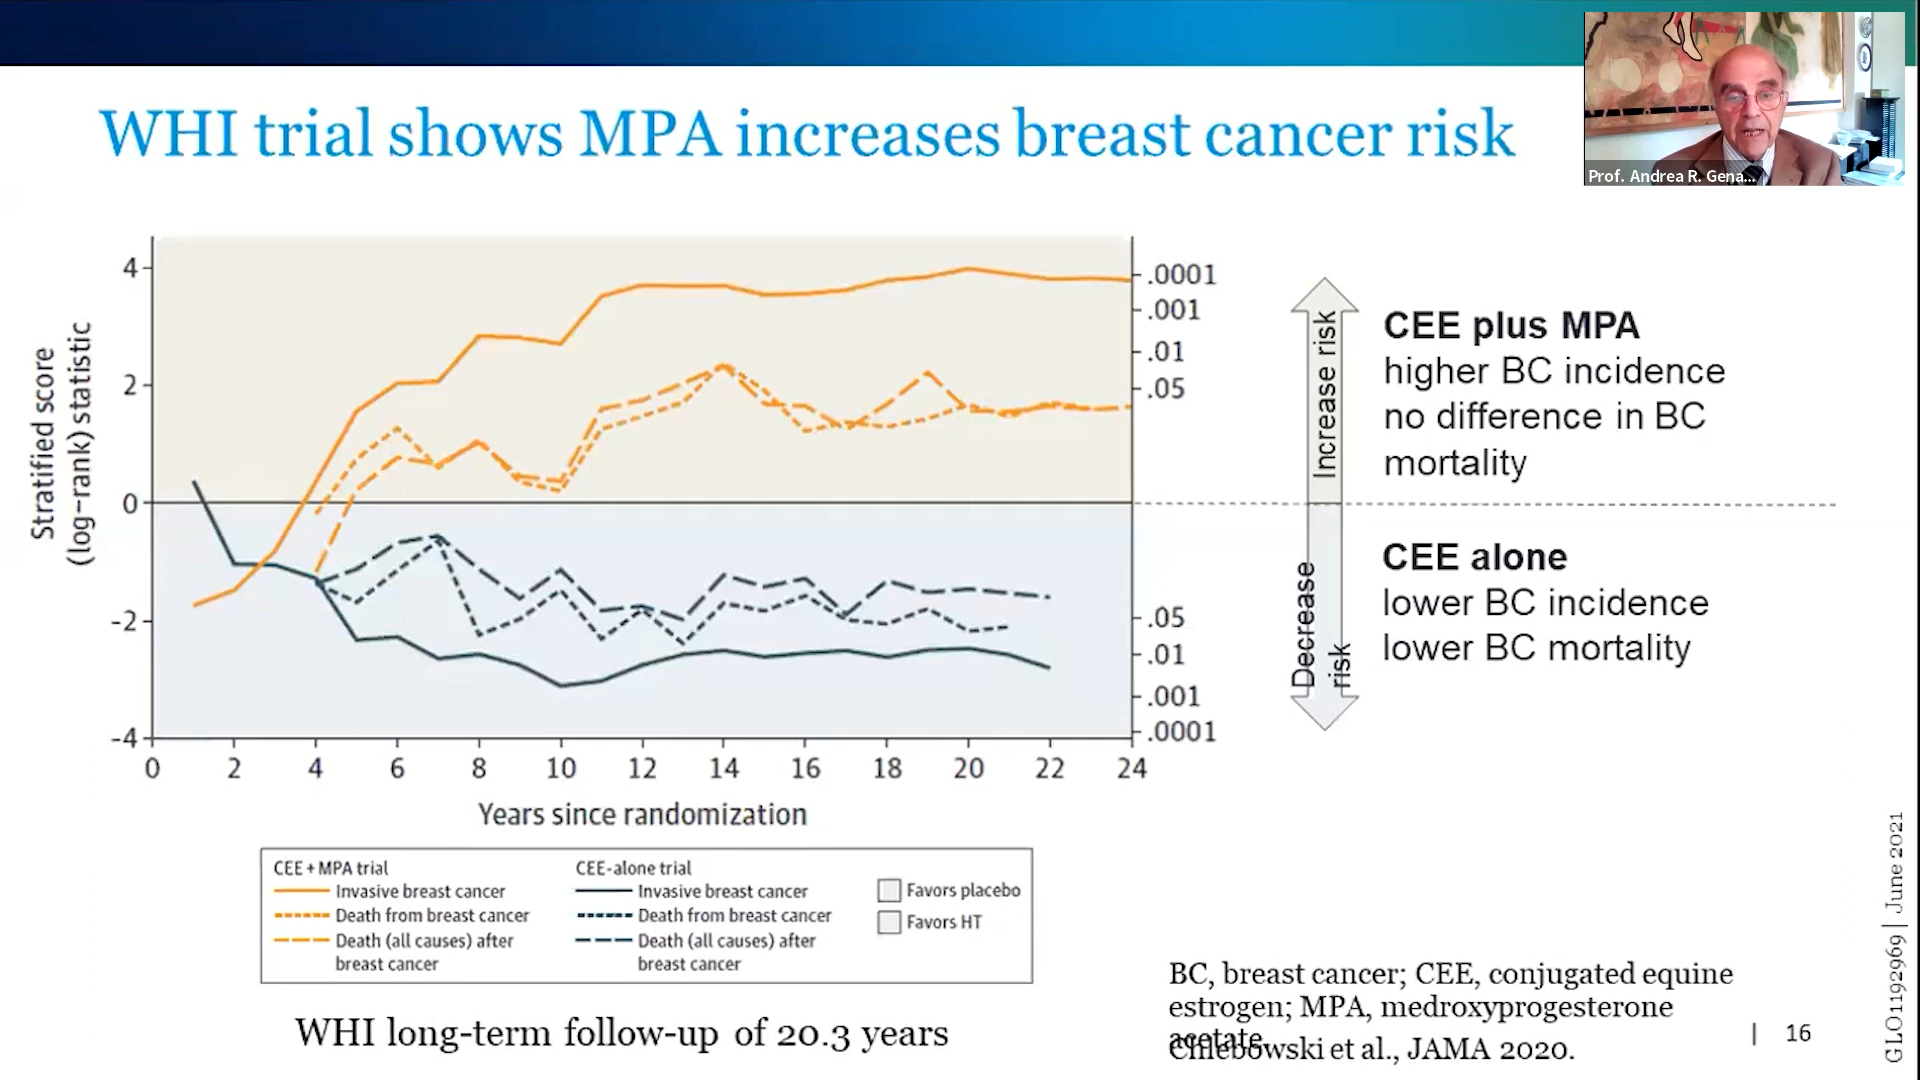 WHI trial shows MPA increases breast cancer risk
Prof. Andrea R. Gena...
Stratified score
(log-rank) statistic
4
2
0
-2
-4
.0001
.001
.01
.05
.05
.01
.001
.0001
0 2 4 6 8 10 12 14 16 18 20 22 24
Years since randomization
Increase risk
Decrease
risk
CEE plus MPA
higher BC incidence
no difference in BC
mortality
CEE alone
lower BC incidence
lower BC mortality
CEE + MPA trial
Invasive breast cancer
Death from breast cancer
Death (all causes) after
breast cancer
CEE-alone trial
Invasive breast cancer
Death from breast cancer
Death (all causes) after
breast cancer
Favors placebo
Favors HT
WHI long-term follow-up of 20.3 years
BC, breast cancer; CEE, conjugated equine
estrogen; MPA, medroxyprogesterone
acetate.
Chlebowski et al., JAMA 2020.
| 16
GLO1192969 | June 2021